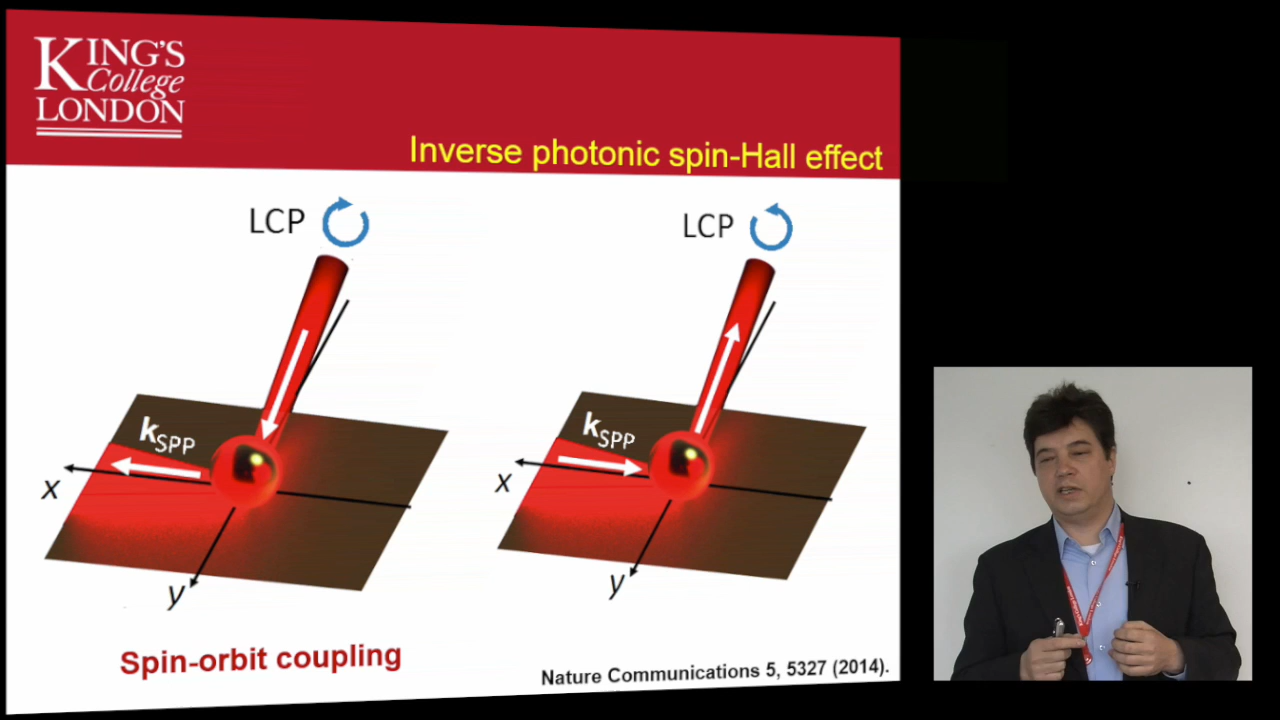 KING'S
College
LONDON
Inverse photonic spin-Hall effect
LCP
LCP
kSPP
kSPP
x
x
y
y
Spin-orbit coupling
Nature Communications 5, 5327 (2014).